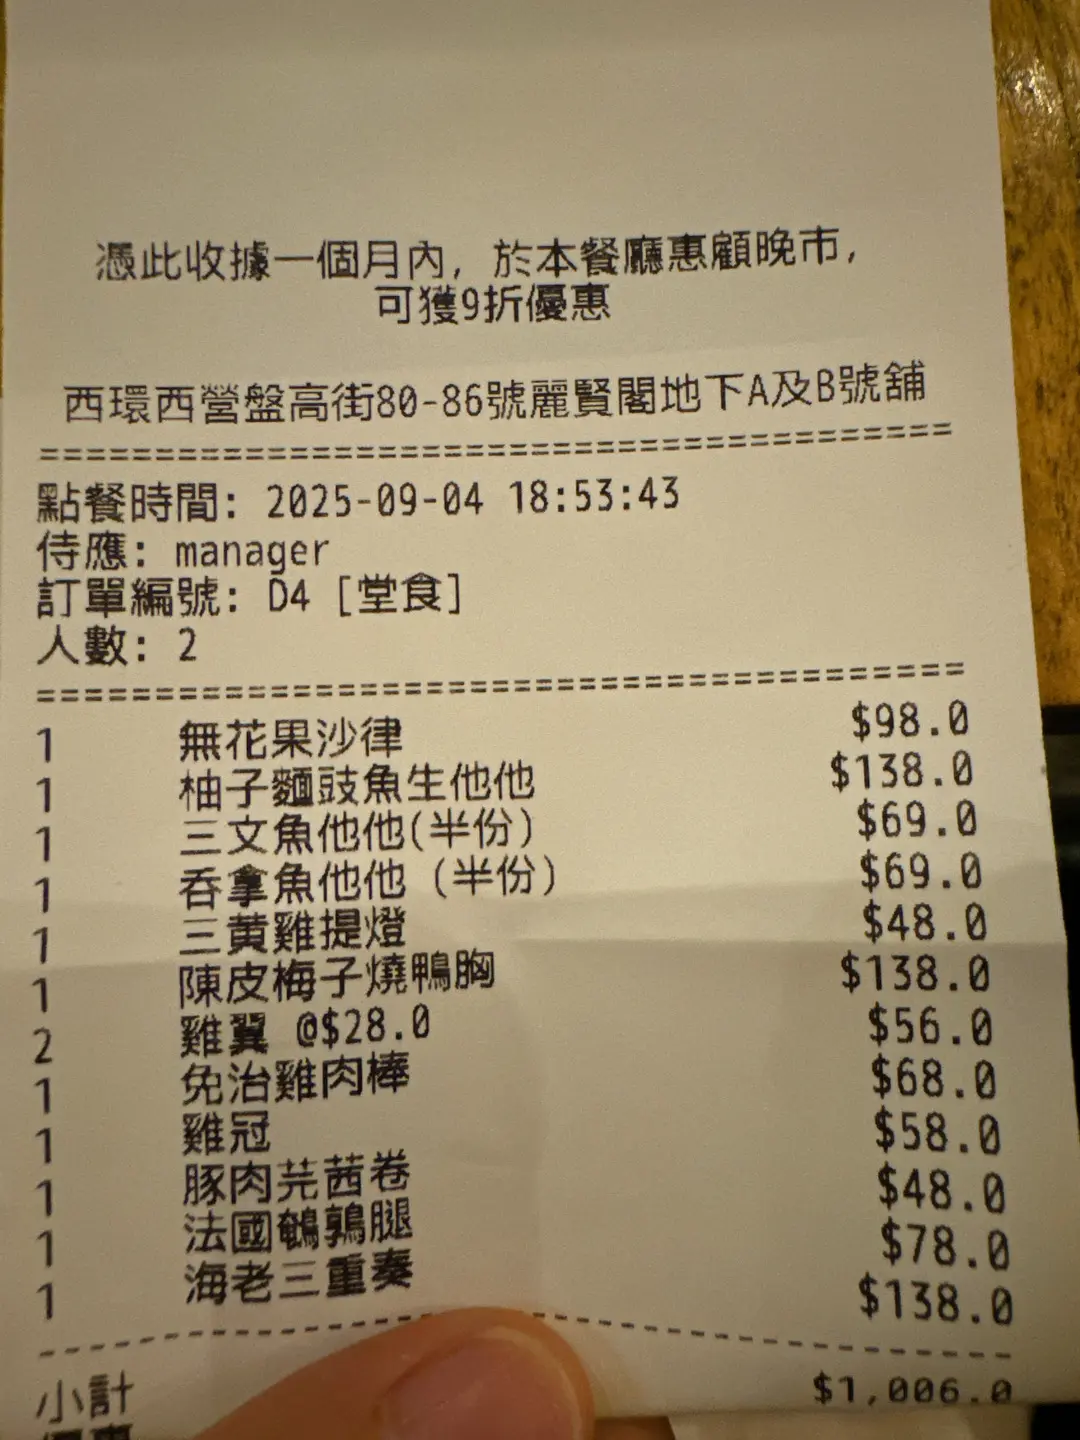 憑此收據一個月內, 於本餐廳惠顧晚市,
可獲9折優惠
西環西營盤高街80-86號麗賢閣地下A及B號舖
========================================
點餐時間: 2025-09-04 18:53:43
侍應: manager
訂單編號: D4 [堂食]
人數: 2
========================================
1 無花果沙律 $98.0
1 柚子麵豉魚生他他 $138.0
1 三文魚他他(半份) $69.0
1 吞拿魚他他 (半份) $69.0
1 三黄雞提燈 $48.0
1 陳皮梅子燒鴨胸 $138.0
2 雞翼 @$28.0 $56.0
1 免治雞肉棒 $68.0
1 雞冠 $58.0
1 豚肉芫茜卷 $48.0
1 法國鵪鶉腿 $78.0
1 海老三重奏 $138.0
小計 $1,006.0